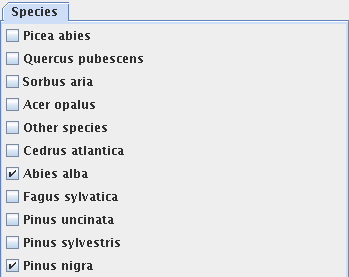 Species
Picea abies
Quercus pubescens
Sorbus aria
Acer opalus
Other species
Cedrus atlantica
Abies alba
Fagus sylvatica
Pinus uncinata
Pinus sylvestris
Pinus nigra